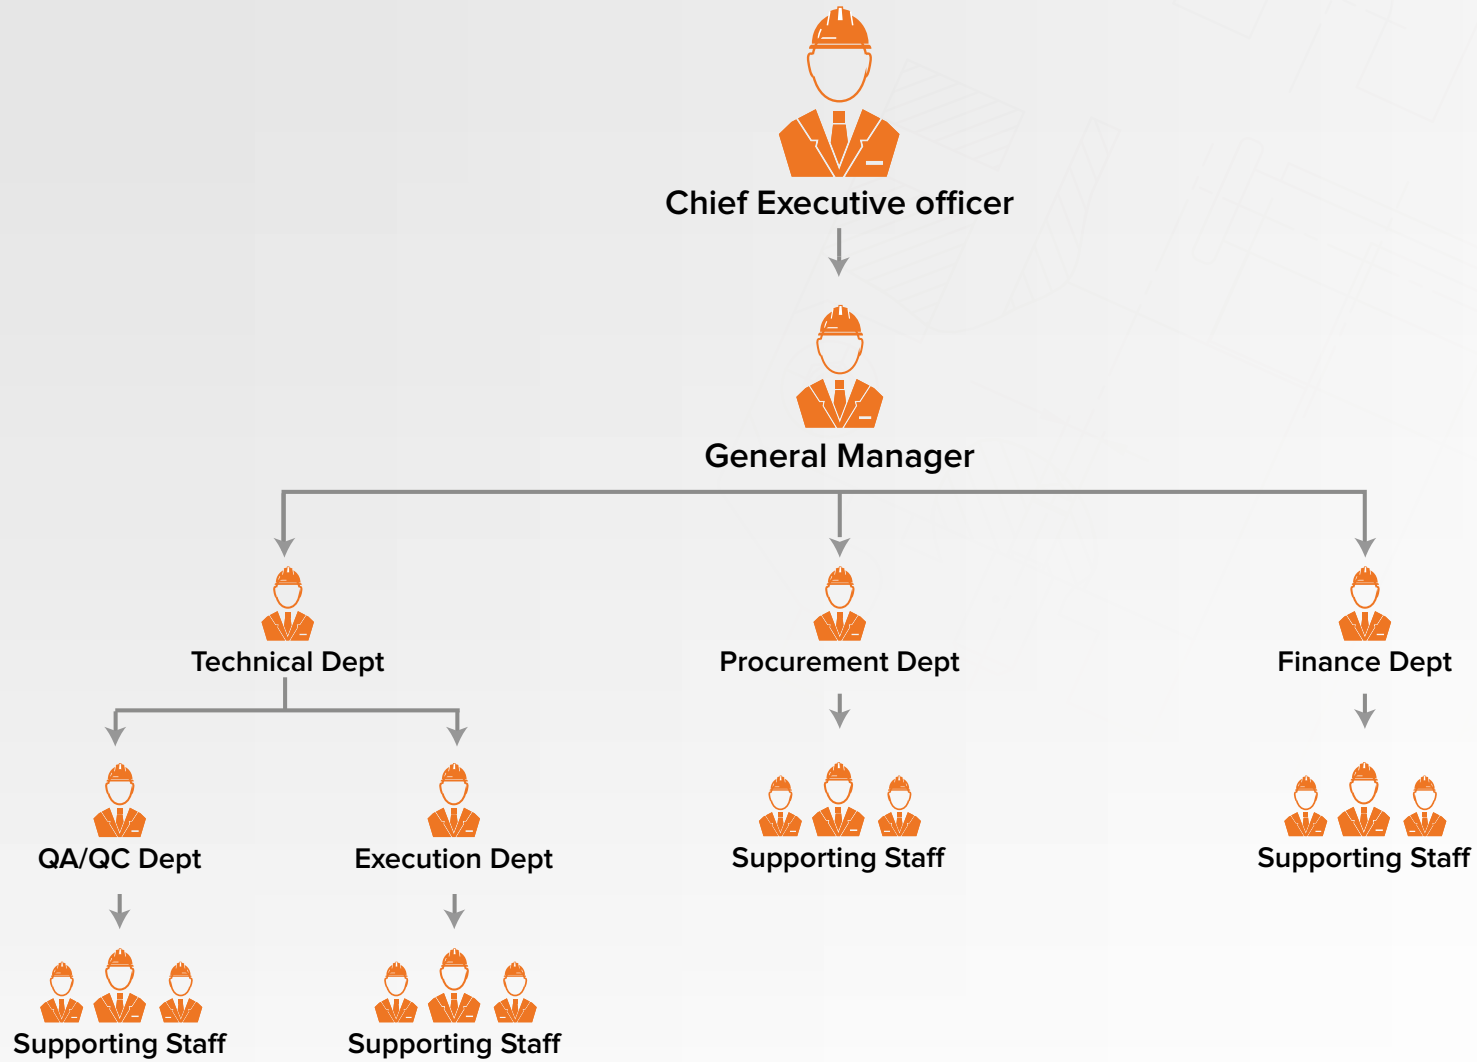 Chief Executive officer
General Manager
Technical Dept
Procurement Dept
Finance Dept
QA/QC Dept
Execution Dept
Supporting Staff
Supporting Staff
Supporting Staff
Supporting Staff